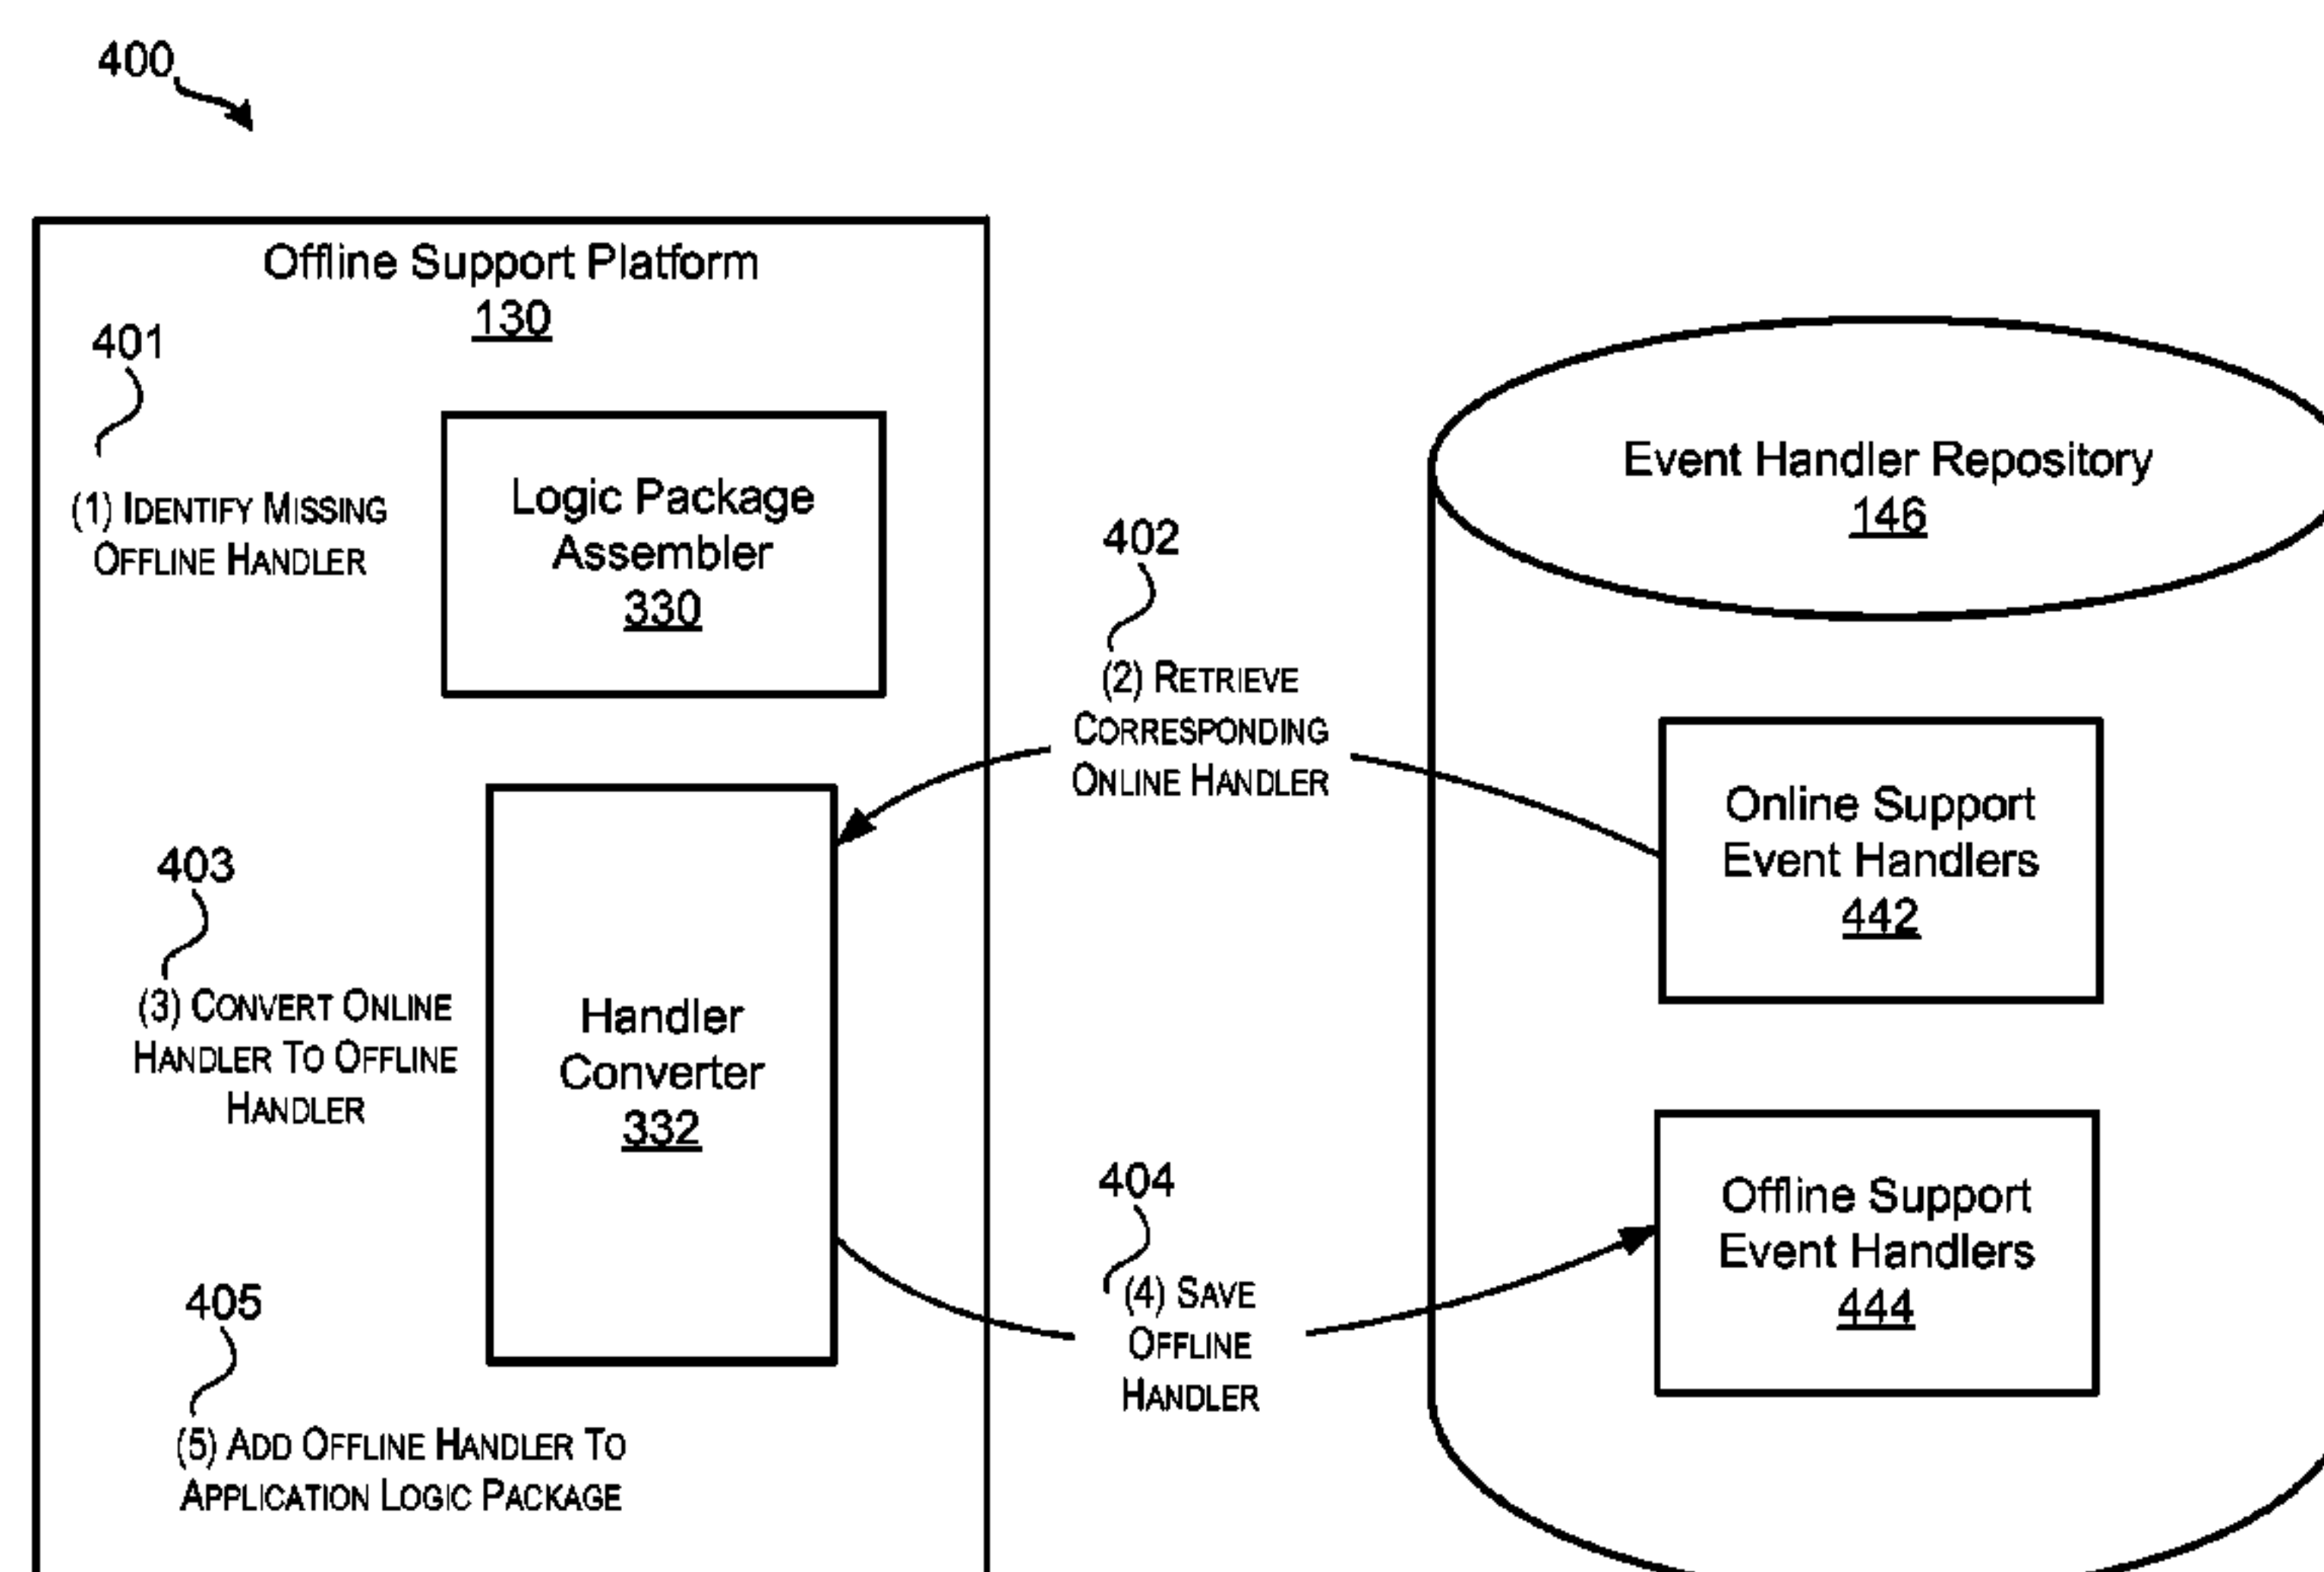 400
Offline Support Platform
130
401
(1) IDENTIFY MISSING
OFFLINE HANDLER
Logic Package
Assembler
330
402
(2) RETRIEVE
CORRESPONDING
ONLINE HANDLER
Event Handler Repository
146
Online Support
Event Handlers
442
403
(3) CONVERT ONLINE
HANDLER TO OFFLINE
HANDLER
Handler
Converter
332
404
(4) SAVE
OFFLINE
HANDLER
Offline Support
Event Handlers
444
405
(5) ADD OFFLINE HANDLER TO
APPLICATION LOGIC PACKAGE